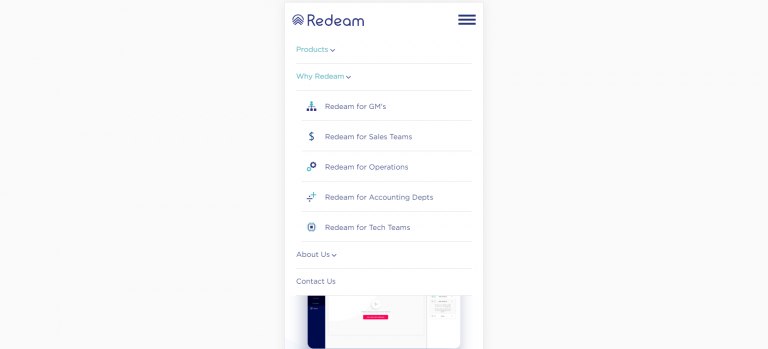 Redeam
Products
Why Redeam
Redeam for GM's
$
Redeam for Sales Teams
Redeam for Operations
Redeam for Accounting Depts
Redeam for Tech Teams
About Us
Contact Us